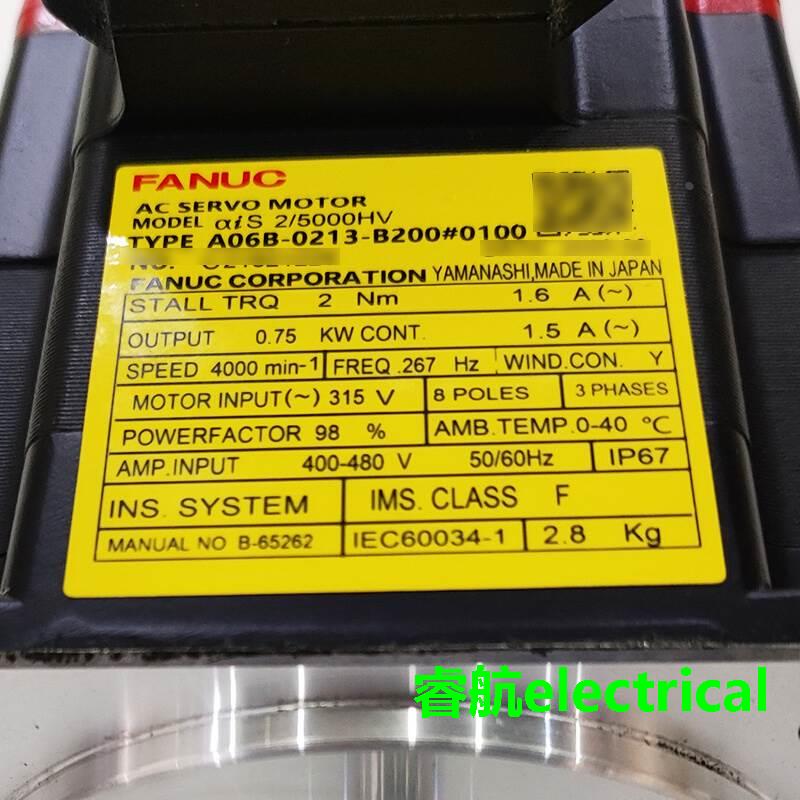 FANUC
AC SERVO MOTOR
MODEL αiS 2/5000HV
TYPE A06B-0213-B200#0100
NO.
FANUC CORPORATION YAMANASHI,MADE IN JAPAN
STALL TRQ 2 Nm 1.6 A(~)
OUTPUT 0.75 KW CONT. 1.5 A(~)
SPEED 4000 min-1 FREQ.267 Hz WIND.CON. Y
MOTOR INPUT(~) 315 V 8 POLES 3 PHASES
POWERFACTOR 98 % AMB.TEMP.0-40 ℃
AMP.INPUT 400-480 V 50/60Hz IP67
INS. SYSTEM IMS. CLASS F
MANUAL NO B-65262 IEC60034-1 2.8 Kg
睿航electrical